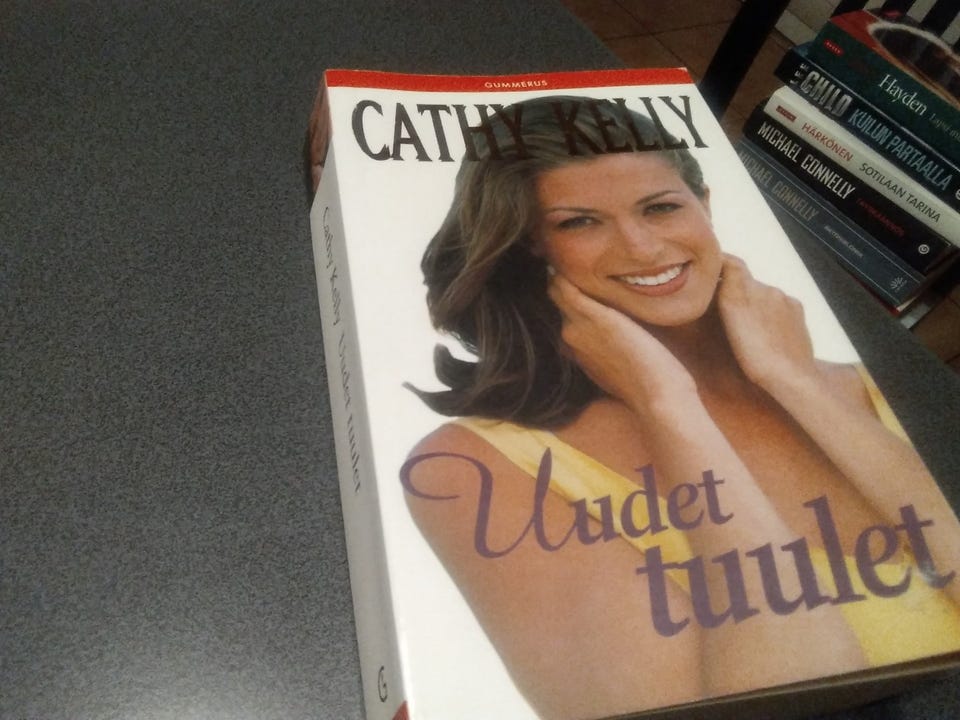 GUMMERUS
CATHY KELLY
Uudet
tuulet
Cathy Kelly Uudet tuulet
G
Hayden
CHILD KUILUN PARTAALLA
HÄRKÖNEN SOTILAAN TARINA
MICHAEL CONNELLY
MICHAEL CONNELLY